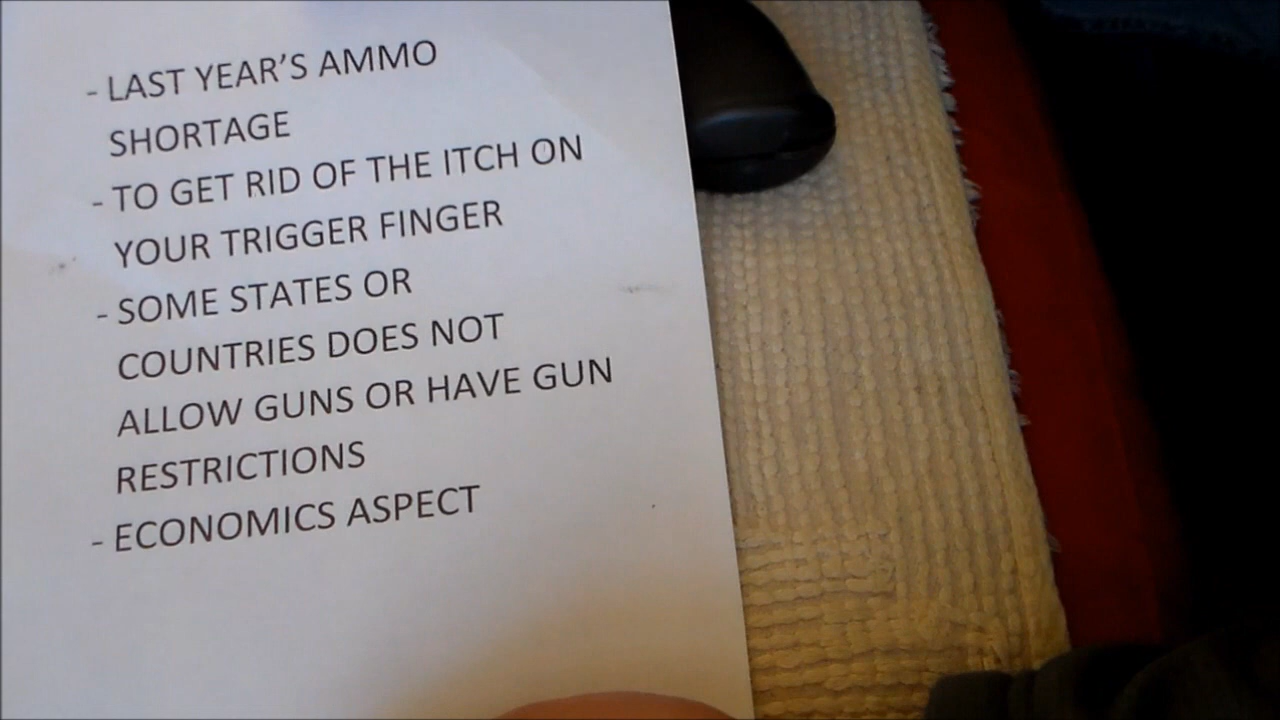 - LAST YEAR'S AMMO
SHORTAGE
- TO GET RID OF THE ITCH ON
YOUR TRIGGER FINGER
- SOME STATES OR
COUNTRIES DOES NOT
ALLOW GUNS OR HAVE GUN
RESTRICTIONS
- ECONOMICS ASPECT